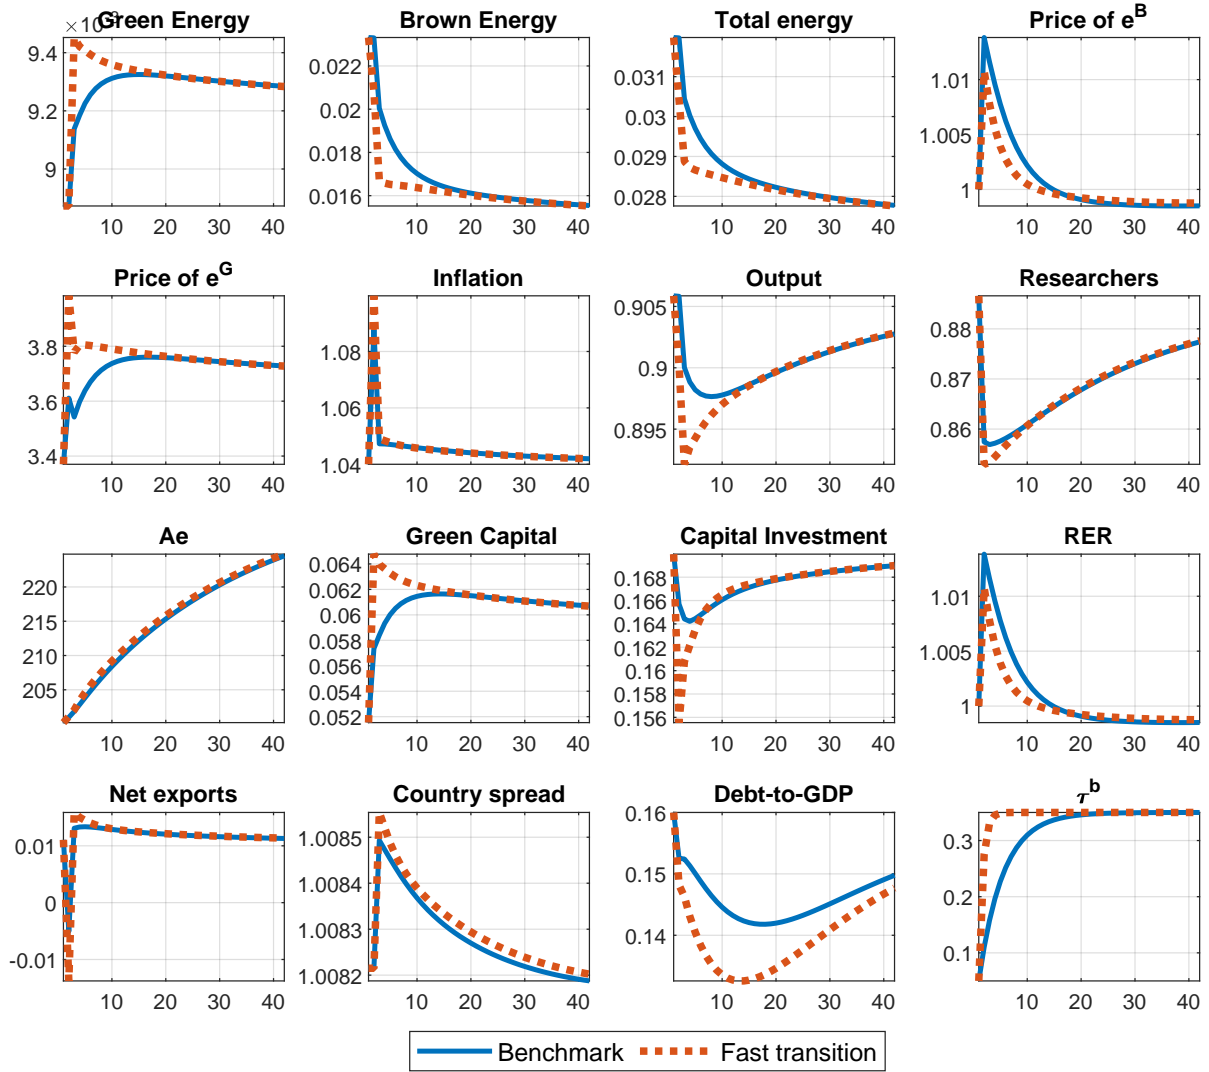 ×10
Green Energy
9.4
9.2
9
10 20 30 40
Brown Energy
0.022
0.02
0.018
0.016
10 20 30 40
Total energy
0.031
0.03
0.029
0.028
10 20 30 40
Price of e^B
1.01
1.005
1
10 20 30 40
Price of e^G
3.8
3.6
3.4
10 20 30 40
Inflation
1.08
1.06
1.04
10 20 30 40
Output
0.905
0.9
0.895
10 20 30 40
Researchers
0.88
0.87
0.86
10 20 30 40
Ae
220
215
210
205
10 20 30 40
Green Capital
0.064
0.062
0.06
0.058
0.056
0.054
0.052
10 20 30 40
Capital Investment
0.168
0.166
0.164
0.162
0.16
0.158
0.156
10 20 30 40
RER
1.01
1.005
1
10 20 30 40
Net exports
0.01
0
-0.01
10 20 30 40
Country spread
1.0085
1.0084
1.0083
1.0082
10 20 30 40
Debt-to-GDP
0.16
0.15
0.14
10 20 30 40
τ^b
0.3
0.2
0.1
10 20 30 40
Benchmark Fast transition